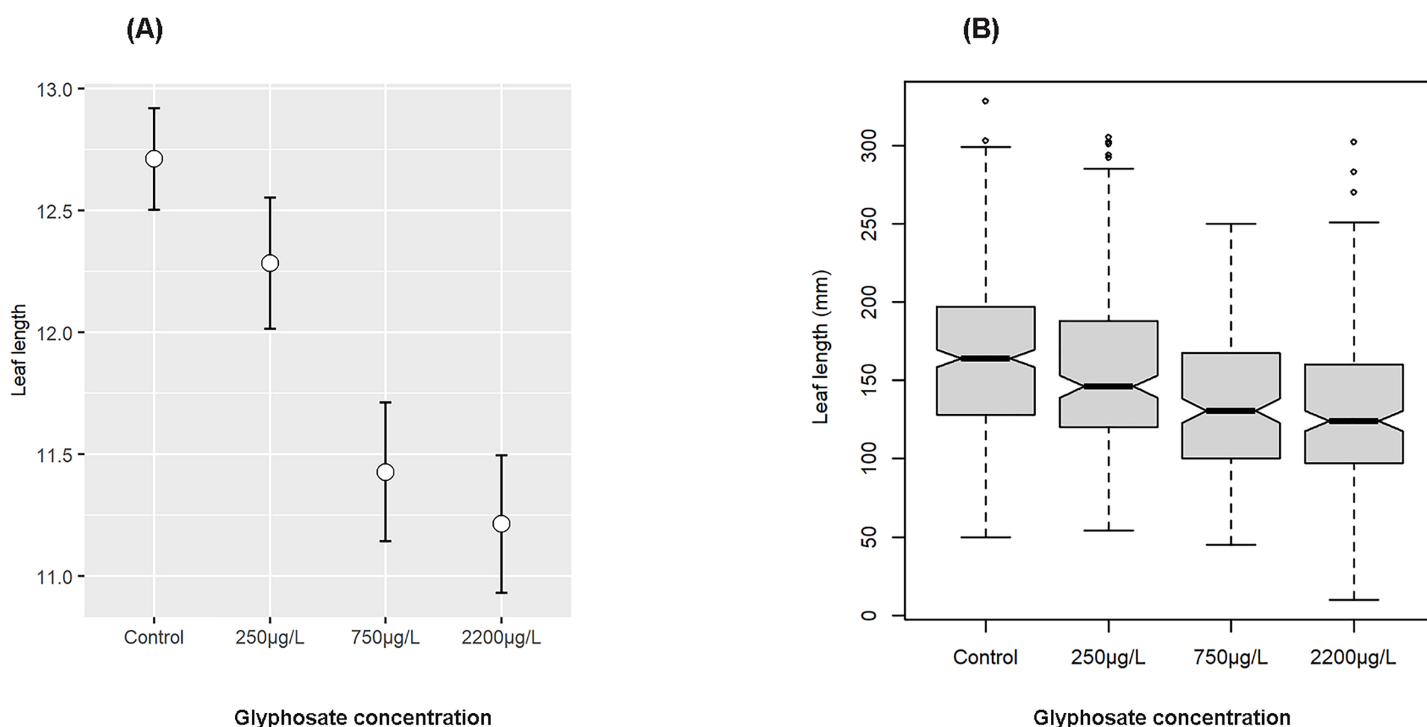 (A)
13.0
12.5
12.0
11.5
11.0
Leaf length
Control 250µg/L 750µg/L 2200µg/L
Glyphosate concentration
(B)
300
250
200
150
100
50
0
Leaf length (mm)
Control 250µg/L 750µg/L 2200µg/L
Glyphosate concentration